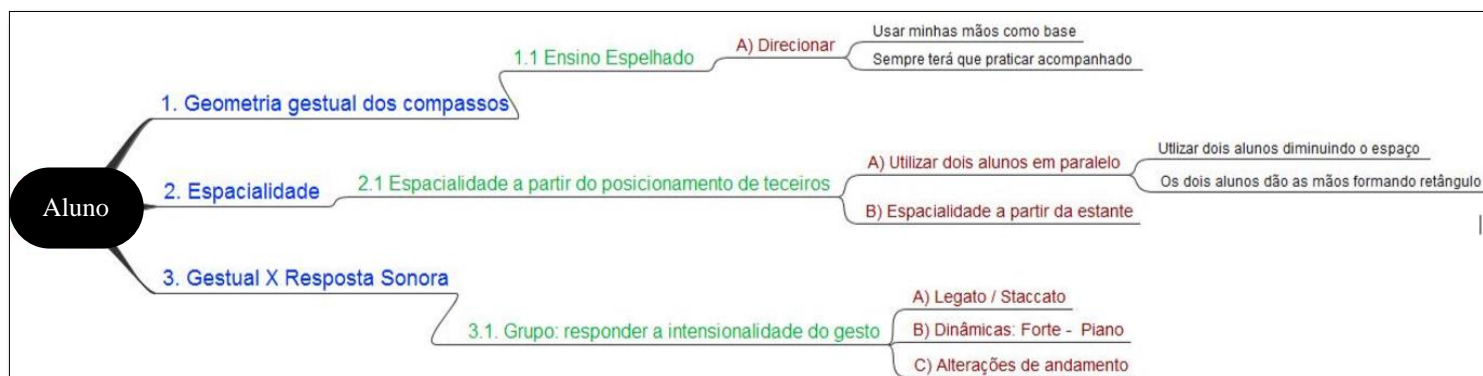 Aluno
1. Geometria gestual dos compassos
1.1 Ensino Espelhado
A) Direcionar
Usar minhas mãos como base
Sempre terá que praticar acompanhado
2. Espacialidade
2.1 Espacialidade a partir do posicionamento de teceiros
A) Utilizar dois alunos em paralelo
Utlizar dois alunos diminuindo o espaço
Os dois alunos dão as mãos formando retângulo
B) Espacialidade a partir da estante
3. Gestual X Resposta Sonora
3.1. Grupo: responder a intensionalidade do gesto
A) Legato / Staccato
B) Dinâmicas: Forte - Piano
C) Alterações de andamento